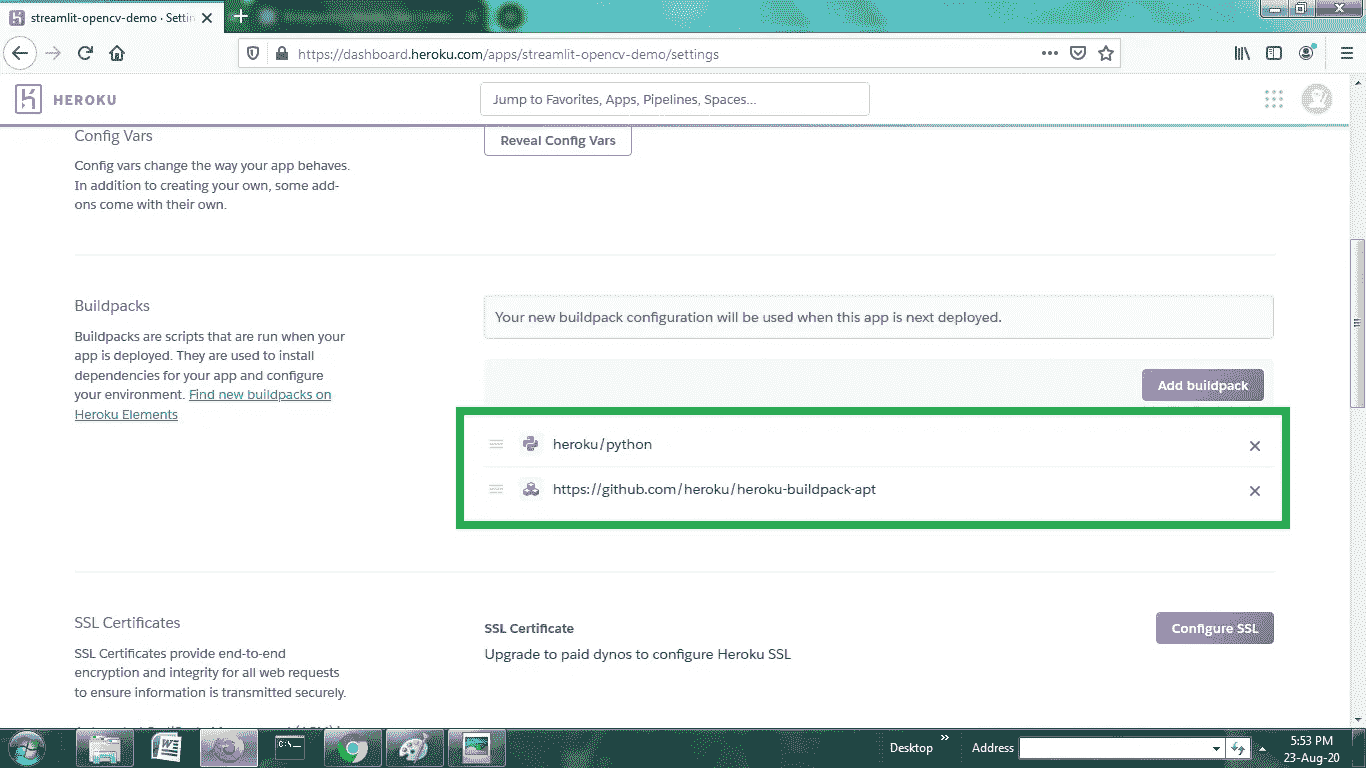 streamlit-opencv-demo · Settin
https://dashboard.heroku.com/apps/streamlit-opencv-demo/settings
HEROKU
Jump to Favorites, Apps, Pipelines, Spaces...
Config Vars
Reveal Config Vars
Config vars change the way your app behaves.
In addition to creating your own, some add-
ons come with their own.
Buildpacks
Your new buildpack configuration will be used when this app is next deployed.
Buildpacks are scripts that are run when your
app is deployed. They are used to install
dependencies for your app and configure
your environment. Find new buildpacks on
Heroku Elements
Add buildpack
heroku/python
https://github.com/heroku/heroku-buildpack-apt
SSL Certificates
SSL Certificates provide end-to-end
encryption and integrity for all web requests
to ensure information is transmitted securely.
SSL Certificate
Upgrade to paid dynos to configure Heroku SSL
Configure SSL
Desktop
Address
5:53 PM
23-Aug-20